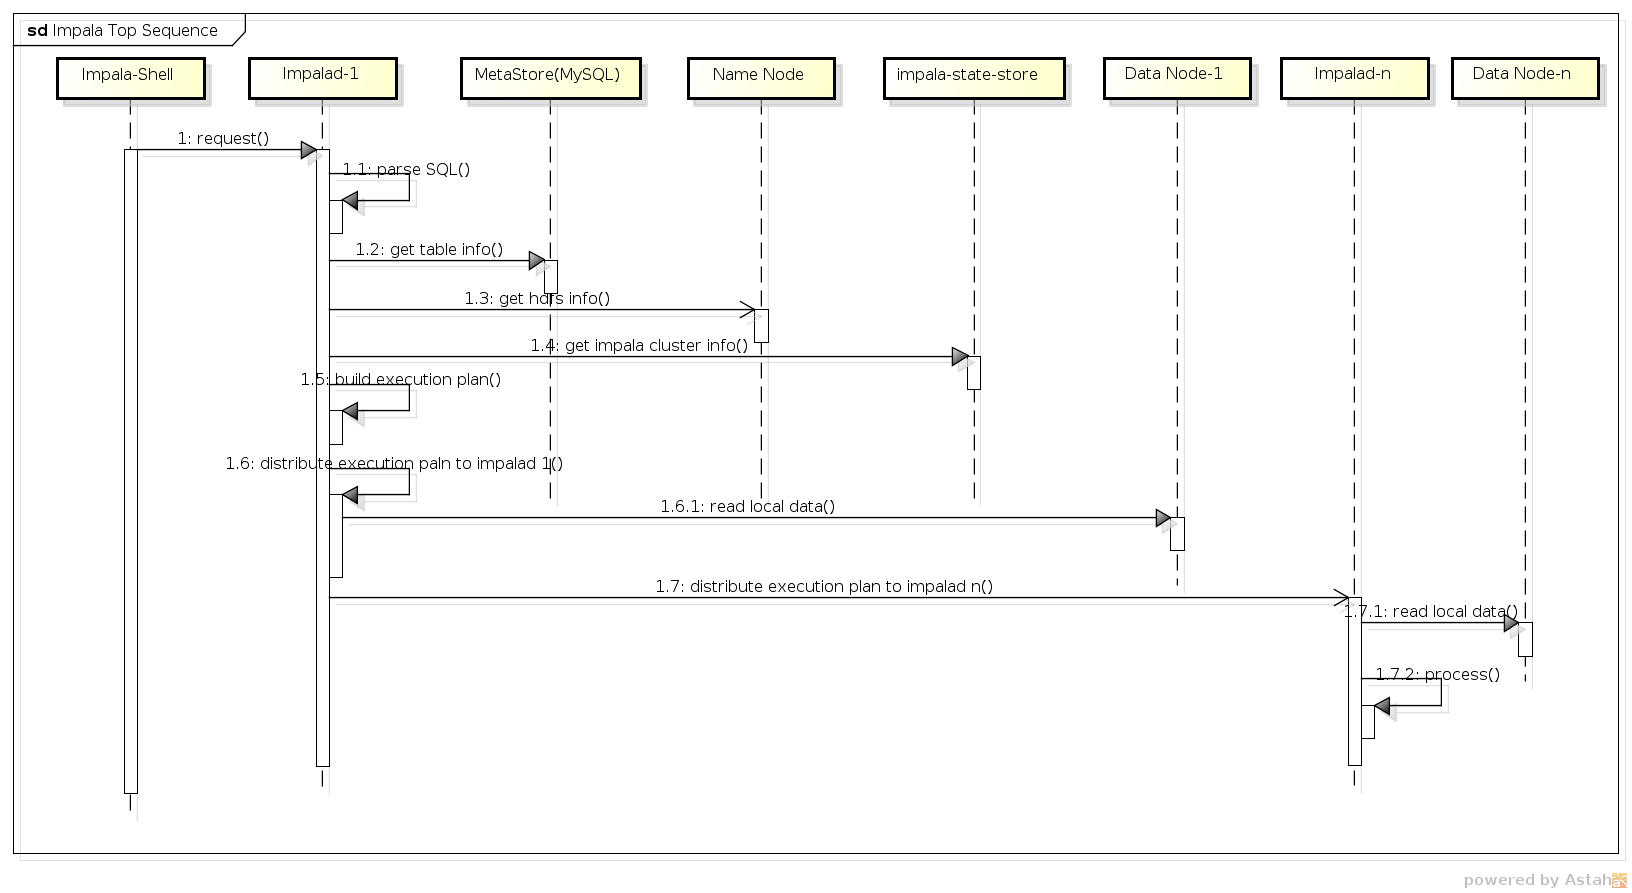 sd Impala Top Sequence
Impala-Shell
Impalad-1
MetaStore(MySQL)
Name Node
impala-state-store
Data Node-1
Impalad-n
Data Node-n
1: request()
1.1: parse SQL()
1.2: get table info()
1.3: get hdfs info()
1.4: get impala cluster info()
1.5: build execution plan()
1.6: distribute execution paln to impalad 1()
1.6.1: read local data()
1.7: distribute execution plan to impalad n()
1.7.1: read local data()
1.7.2: process()
powered by Astah